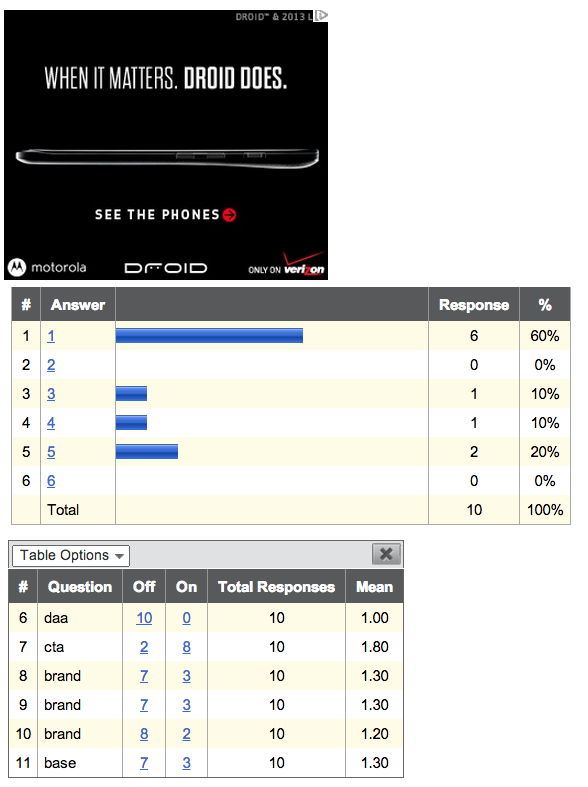 DROID™ & 2013 L
WHEN IT MATTERS. DROID DOES.
SEE THE PHONES
motorola DROID ONLY ON verizon
# Answer Response %
1 1 6 60%
2 2 0 0%
3 3 1 10%
4 4 1 10%
5 5 2 20%
6 6 0 0%
Total 10 100%
Table Options
# Question Off On Total Responses Mean
6 daa 10 0 10 1.00
7 cta 2 8 10 1.80
8 brand 7 3 10 1.30
9 brand 7 3 10 1.30
10 brand 8 2 10 1.20
11 base 7 3 10 1.30